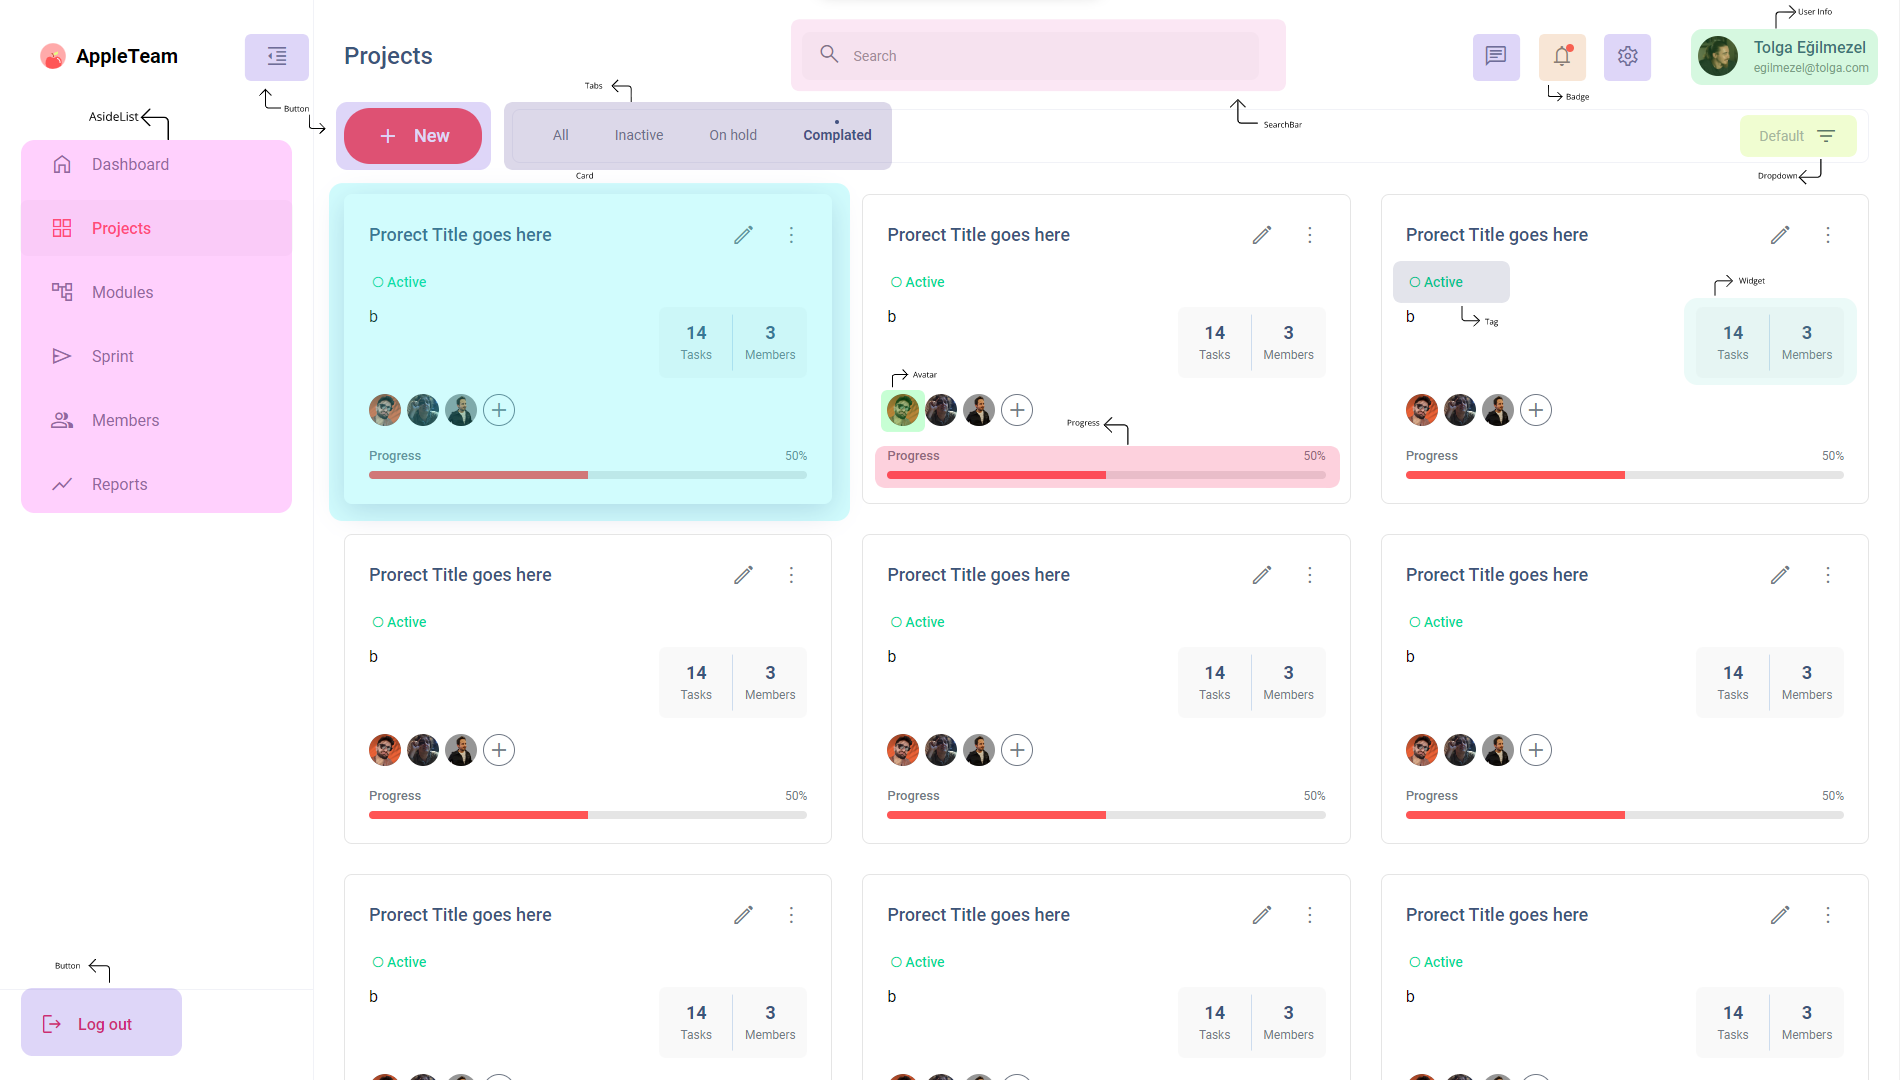 User Info
AppleTeam
Projects
Search
Tolga Eğilmezel
egilmezel@tolga.com
Tabs
Badge
Button
AsideList
SearchBar
New
All
Inactive
On hold
Complated
Default
Card
Dropdown
Dashboard
Projects
Modules
Sprint
Members
Reports
Prorect Title goes here
Active
b
14
Tasks
3
Members
Progress
50%
Prorect Title goes here
Active
b
14
Tasks
3
Members
Avatar
Progress
Progress
50%
Prorect Title goes here
Active
Widget
Tag
b
14
Tasks
3
Members
Progress
50%
Prorect Title goes here
Active
b
14
Tasks
3
Members
Progress
50%
Prorect Title goes here
Active
b
14
Tasks
3
Members
Progress
50%
Prorect Title goes here
Active
b
14
Tasks
3
Members
Progress
50%
Prorect Title goes here
Active
b
14
Tasks
3
Members
Prorect Title goes here
Active
b
14
Tasks
3
Members
Prorect Title goes here
Active
b
14
Tasks
3
Members
Button
Log out